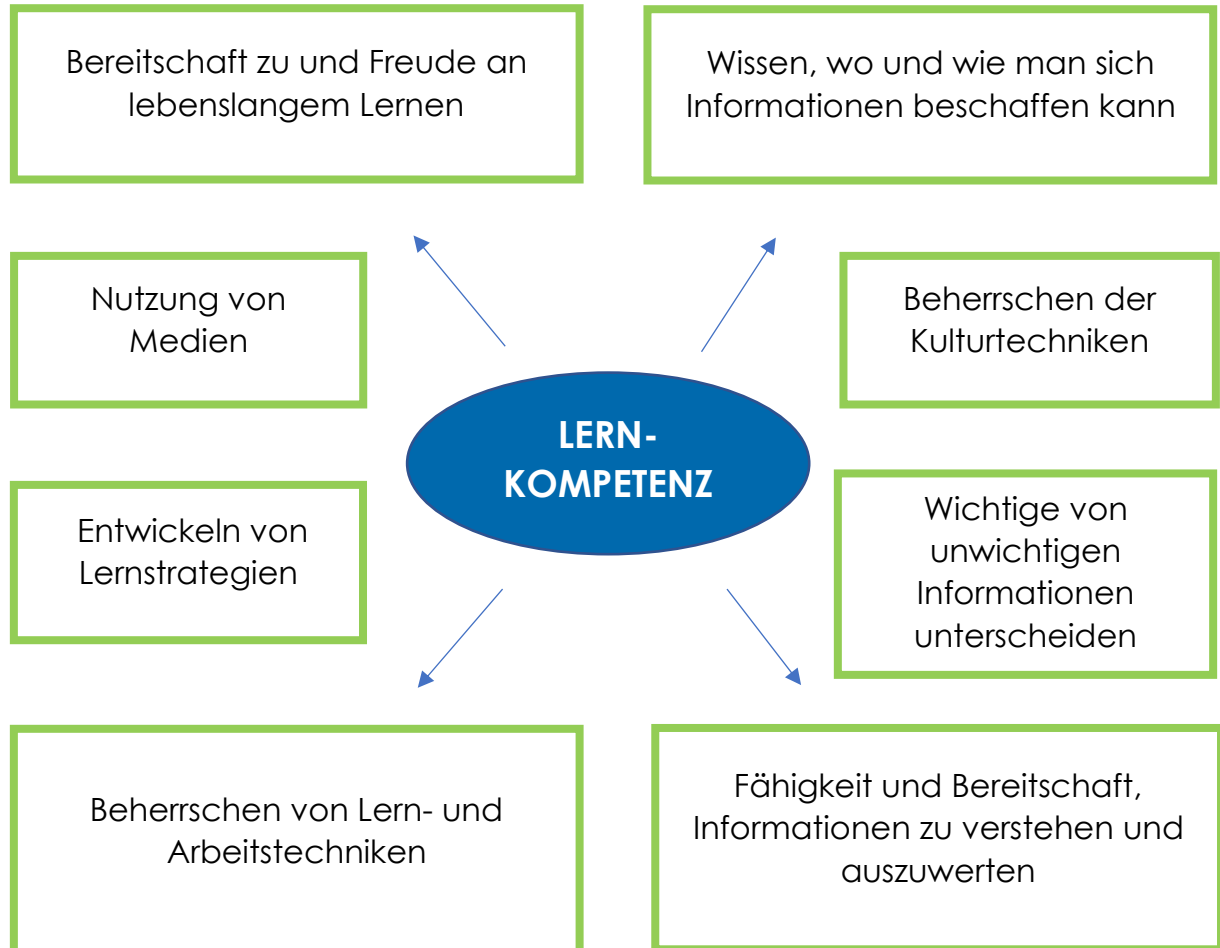 Bereitschaft zu und Freude an
lebenslangem Lernen
Wissen, wo und wie man sich
Informationen beschaffen kann
Nutzung von
Medien
Beherrschen der
Kulturtechniken
LERN-
KOMPETENZ
Entwickeln von
Lernstrategien
Wichtige von
unwichtigen
Informationen
unterscheiden
Beherrschen von Lern- und
Arbeitstechniken
Fähigkeit und Bereitschaft,
Informationen zu verstehen und
auszuwerten